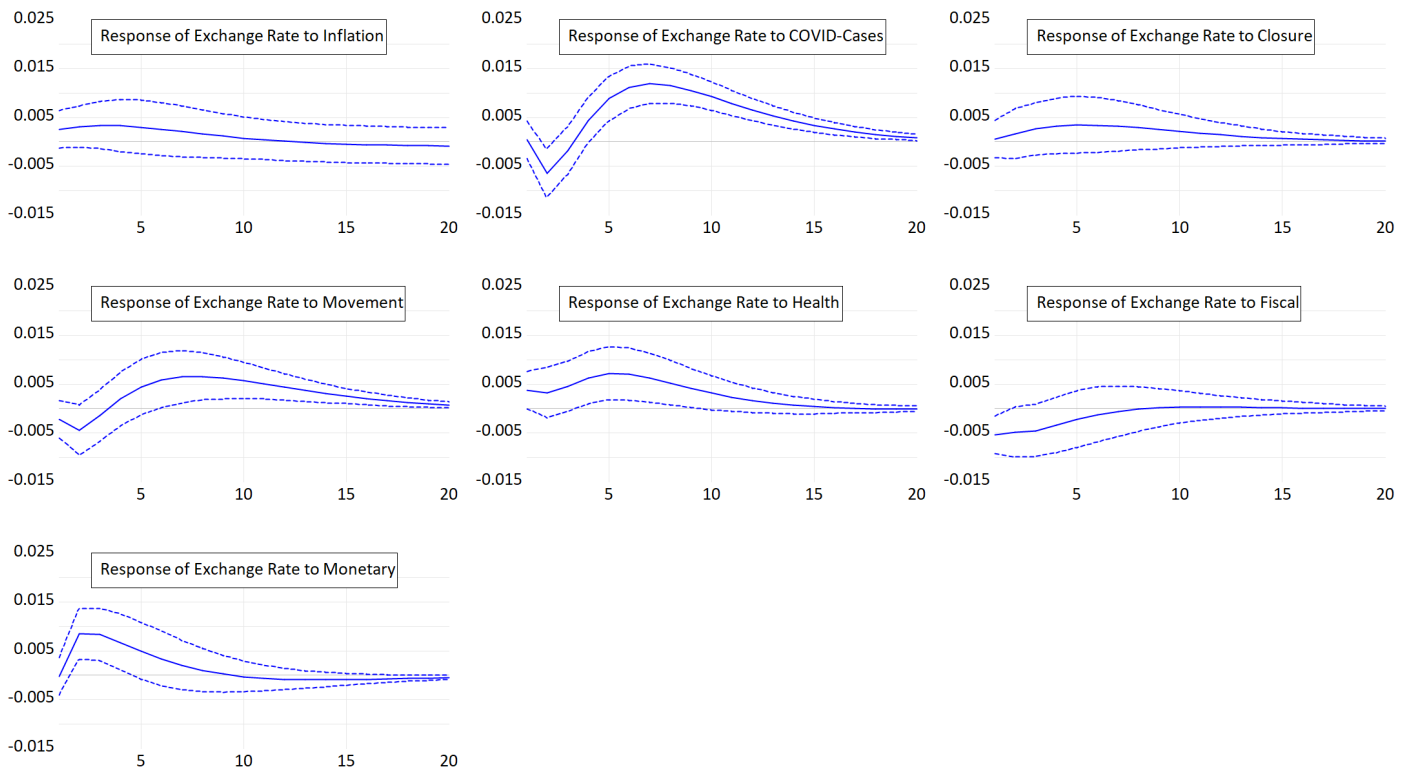 0.025
Response of Exchange Rate to Inflation
0.015
0.005
-0.005
-0.015
5 10 15 20
0.025
Response of Exchange Rate to COVID-Cases
0.015
0.005
-0.005
-0.015
5 10 15 20
0.025
Response of Exchange Rate to Closure
0.015
0.005
-0.005
-0.015
5 10 15 20
0.025
Response of Exchange Rate to Movement
0.015
0.005
-0.005
-0.015
5 10 15 20
0.025
Response of Exchange Rate to Health
0.015
0.005
-0.005
-0.015
5 10 15 20
0.025
Response of Exchange Rate to Fiscal
0.015
0.005
-0.005
-0.015
5 10 15 20
0.025
Response of Exchange Rate to Monetary
0.015
0.005
-0.005
-0.015
5 10 15 20